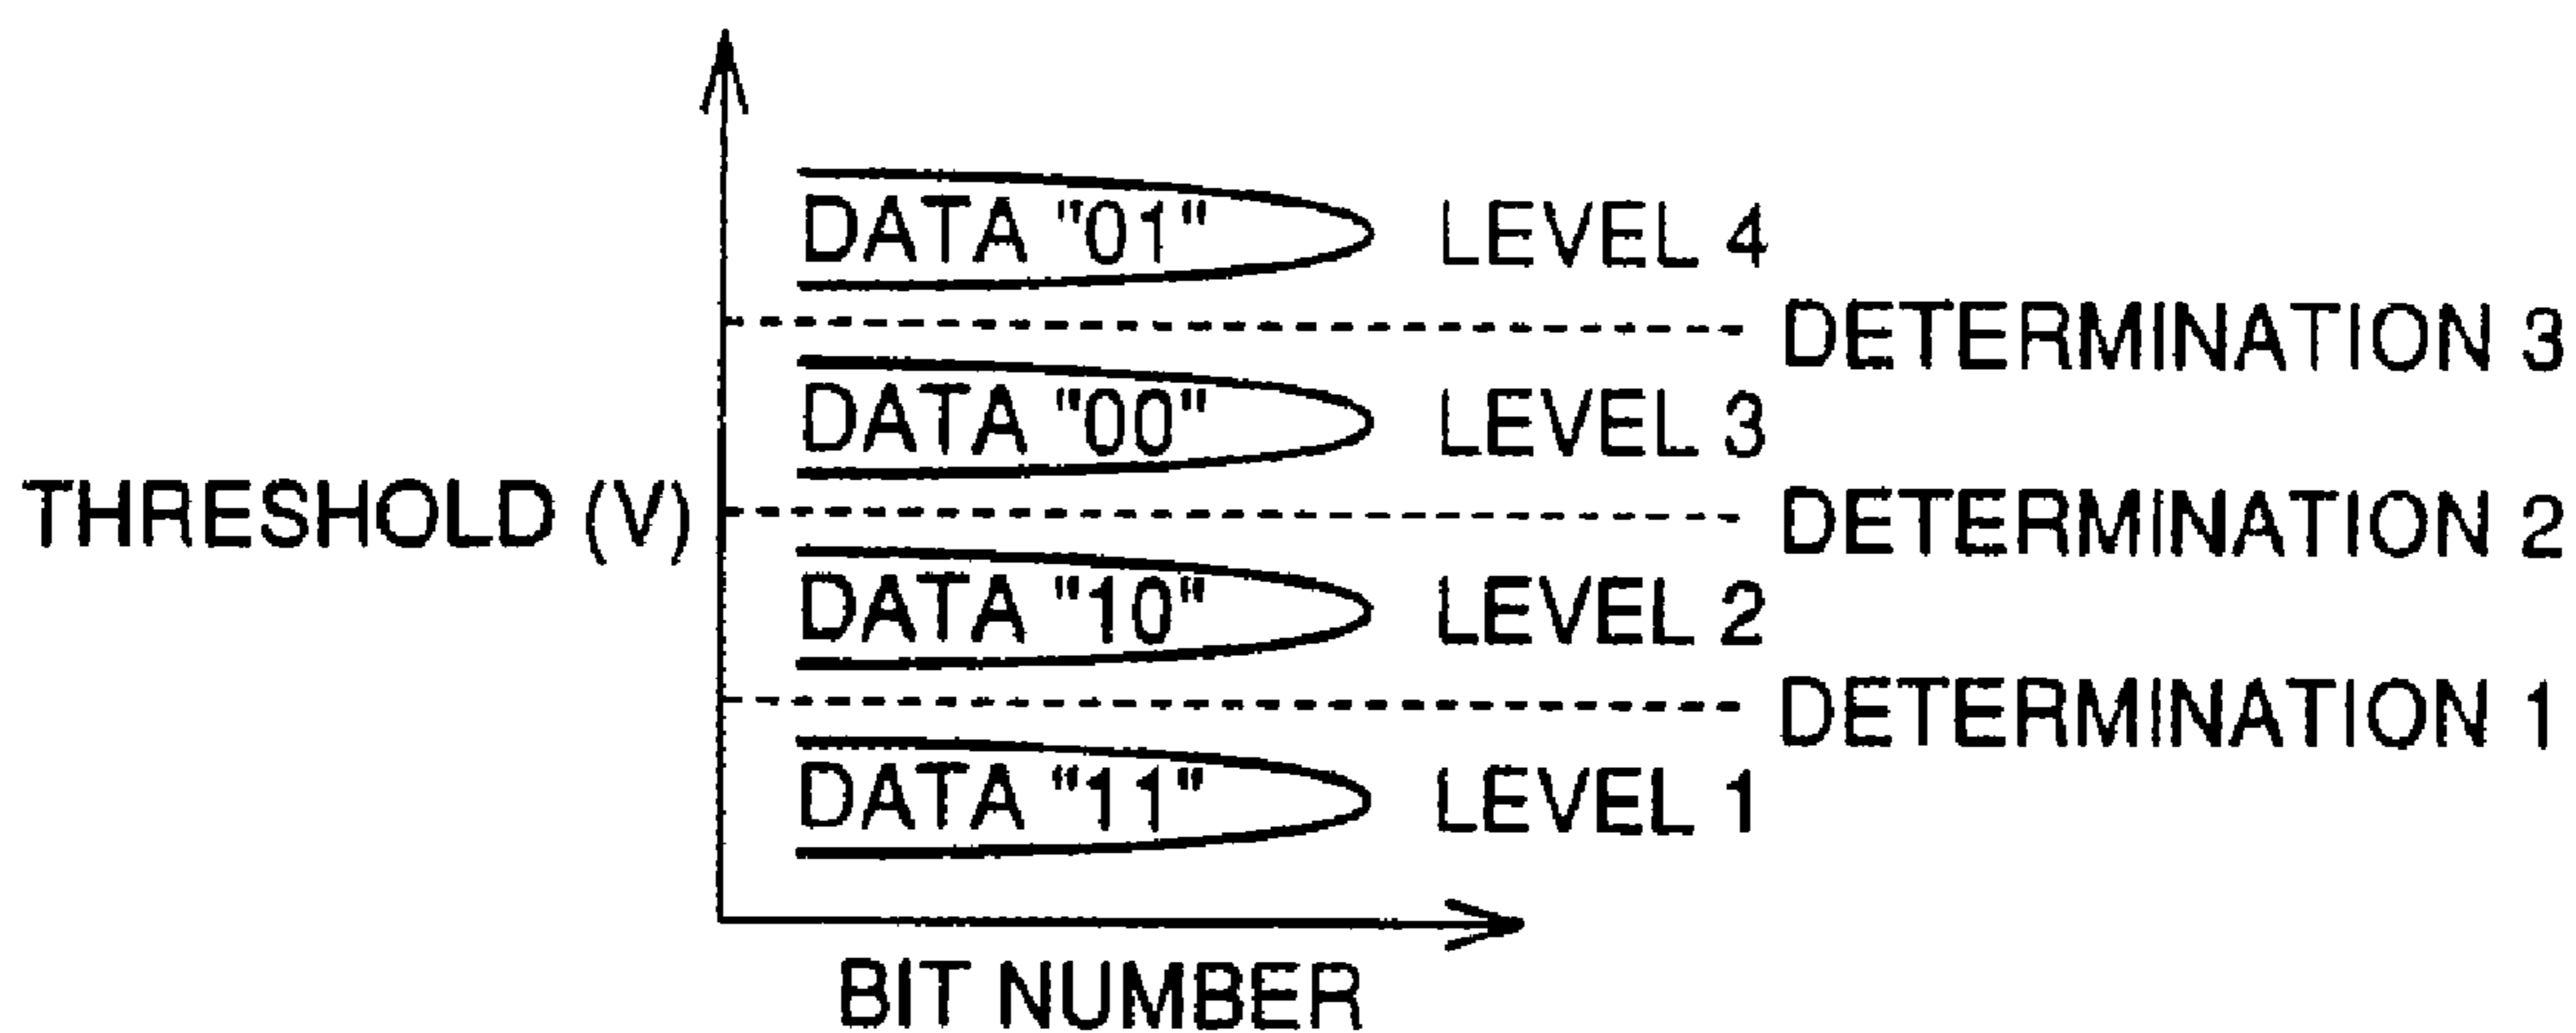 DATA "01" LEVEL 4
DETERMINATION 3
DATA "00" LEVEL 3
THRESHOLD (V) DETERMINATION 2
DATA "10" LEVEL 2
DETERMINATION 1
DATA "11" LEVEL 1
BIT NUMBER